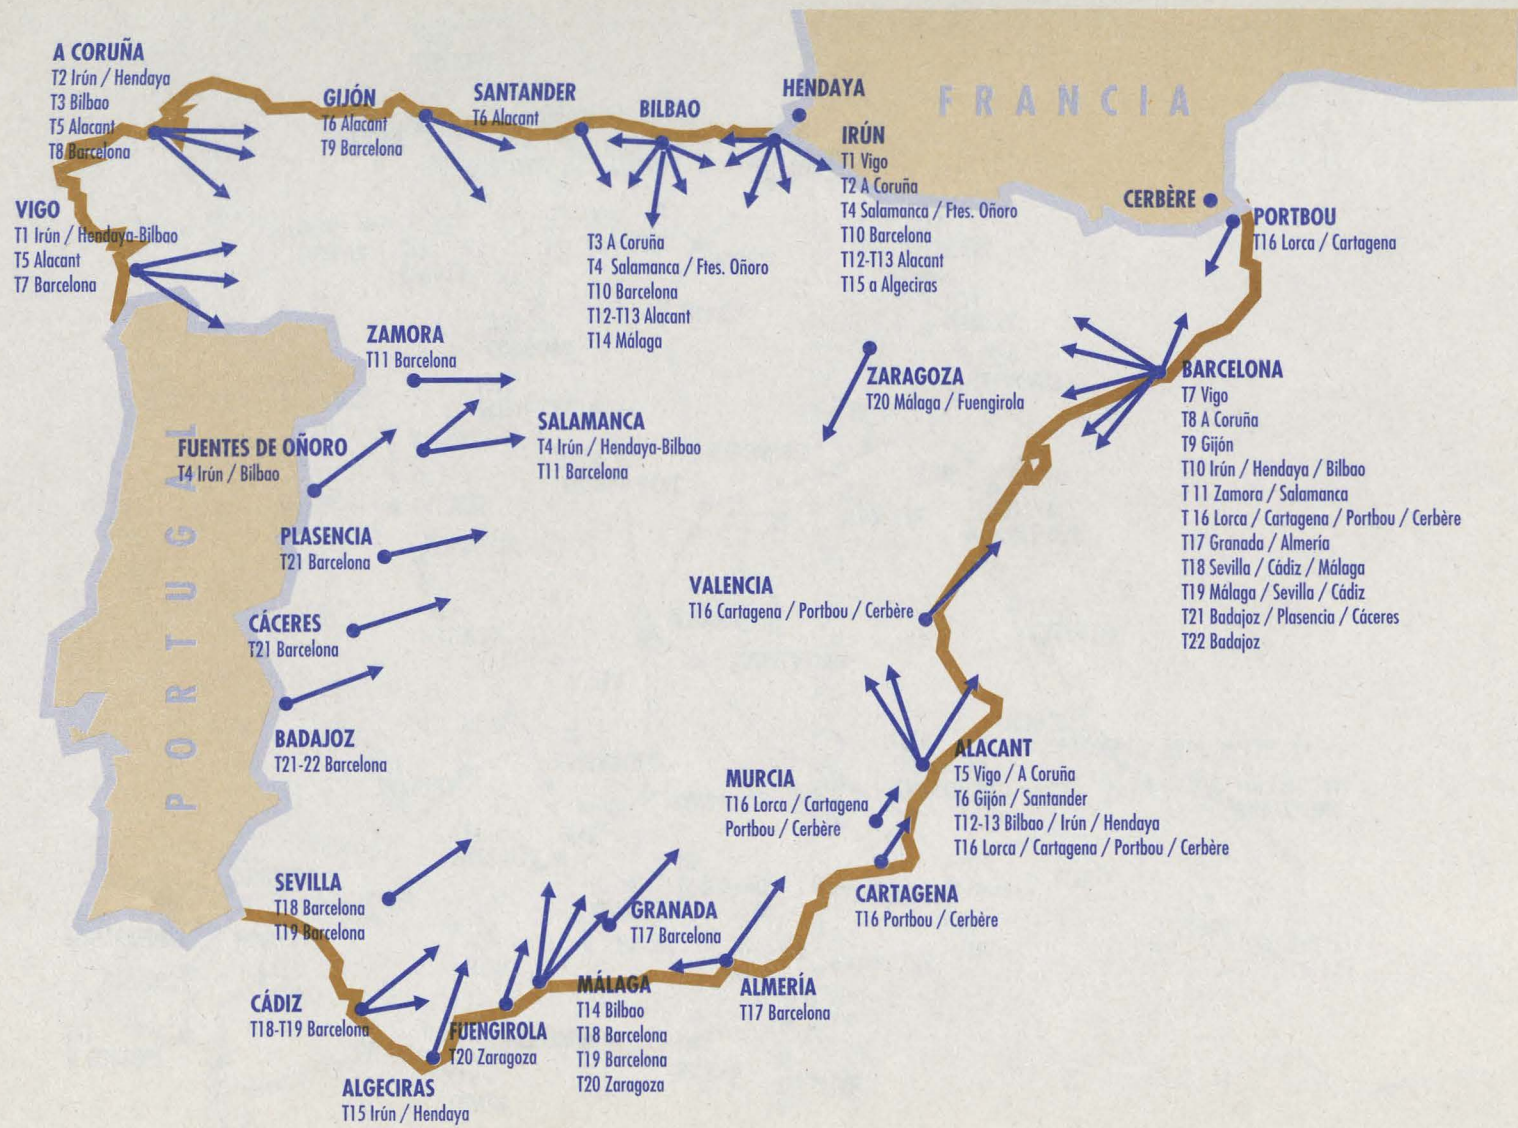 A CORUÑA
T2 Irún / Hendaya
T3 Bilbao
T5 Alacant
T8 Barcelona
GIJÓN
T6 Alacant
T9 Barcelona
SANTANDER
T6 Alacant
BILBAO
T3 A Coruña
T4 Salamanca / Ftes. Oñoro
T10 Barcelona
T12-T13 Alacant
T14 Málaga
HENDAYA
FRANCIA
IRÚN
T1 Vigo
T2 A Coruña
T4 Salamanca / Ftes. Oñoro
T10 Barcelona
T12-T13 Alacant
T15 a Algeciras
CERBÈRE
PORTBOU
T16 Lorca / Cartagena
VIGO
T1 Irún / Hendaya-Bilbao
T5 Alacant
T7 Barcelona
ZAMORA
T11 Barcelona
ZARAGOZA
T20 Málaga / Fuengirola
BARCELONA
T7 Vigo
T8 A Coruña
T9 Gijón
T10 Irún / Hendaya / Bilbao
T 11 Zamora / Salamanca
T 16 Lorca / Cartagena / Portbou / Cerbère
T17 Granada / Almería
T18 Sevilla / Cádiz / Málaga
T19 Málaga / Sevilla / Cádiz
T21 Badajoz / Plasencia / Cáceres
T22 Badajoz
SALAMANCA
T4 Irún / Hendaya-Bilbao
T11 Barcelona
FUENTES DE OÑORO
T4 Irún / Bilbao
PORTUGAL
PLASENCIA
T21 Barcelona
CÁCERES
T21 Barcelona
VALENCIA
T16 Cartagena / Portbou / Cerbère
BADAJOZ
T21-22 Barcelona
ALACANT
T5 Vigo / A Coruña
T6 Gijón / Santander
T12-13 Bilbao / Irún / Hendaya
T16 Lorca / Cartagena / Portbou / Cerbère
MURCIA
T16 Lorca / Cartagena
Portbou / Cerbère
CARTAGENA
T16 Portbou / Cerbère
SEVILLA
T18 Barcelona
T19 Barcelona
GRANADA
T17 Barcelona
CÁDIZ
T18-T19 Barcelona
MÁLAGA
T14 Bilbao
T18 Barcelona
T19 Barcelona
T20 Zaragoza
ALMERÍA
T17 Barcelona
FUENGIROLA
T20 Zaragoza
ALGECIRAS
T15 Irún / Hendaya